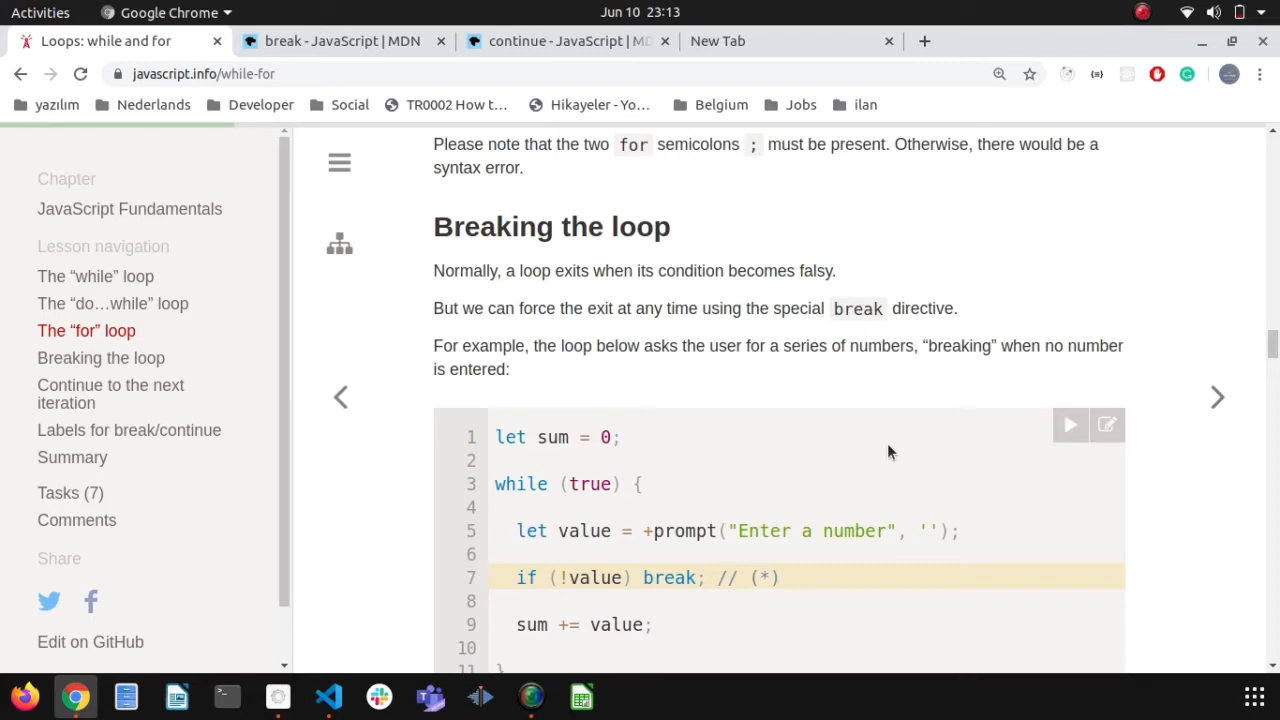 Activities
Google Chrome
Jun 10 23:13
Loops: while and for
break - JavaScript | MDN
continue - JavaScript | MD
New Tab
javascript.info/while-for
yazılım
Nederlands
Developer
Social
TR0002 How t...
Hikayeler - Yo...
Belgium
Jobs
ilan
Chapter
JavaScript Fundamentals
Lesson navigation
The “while” loop
The “do…while” loop
The “for” loop
Breaking the loop
Continue to the next
iteration
Labels for break/continue
Summary
Tasks (7)
Comments
Share
Edit on GitHub
Please note that the two for semicolons ; must be present. Otherwise, there would be a
syntax error.
Breaking the loop
Normally, a loop exits when its condition becomes falsy.
But we can force the exit at any time using the special break directive.
For example, the loop below asks the user for a series of numbers, “breaking” when no number
is entered:
1 let sum = 0;
2
3 while (true) {
4
5 let value = +prompt("Enter a number", '');
6
7 if (!value) break; // (*)
8
9 sum += value;
10
11 }